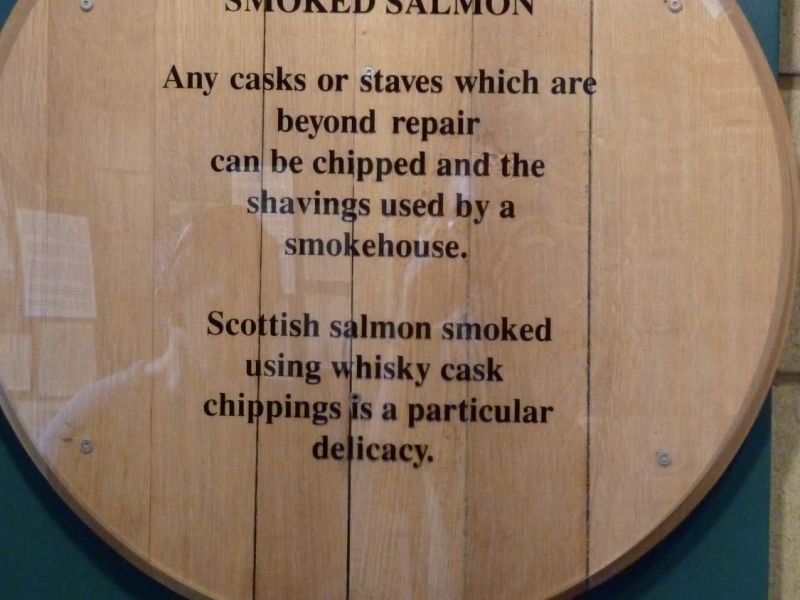 SMOKED SALMON
Any casks or staves which are
beyond repair
can be chipped and the
shavings used by a
smokehouse.
Scottish salmon smoked
using whisky cask
chippings is a particular
delicacy.